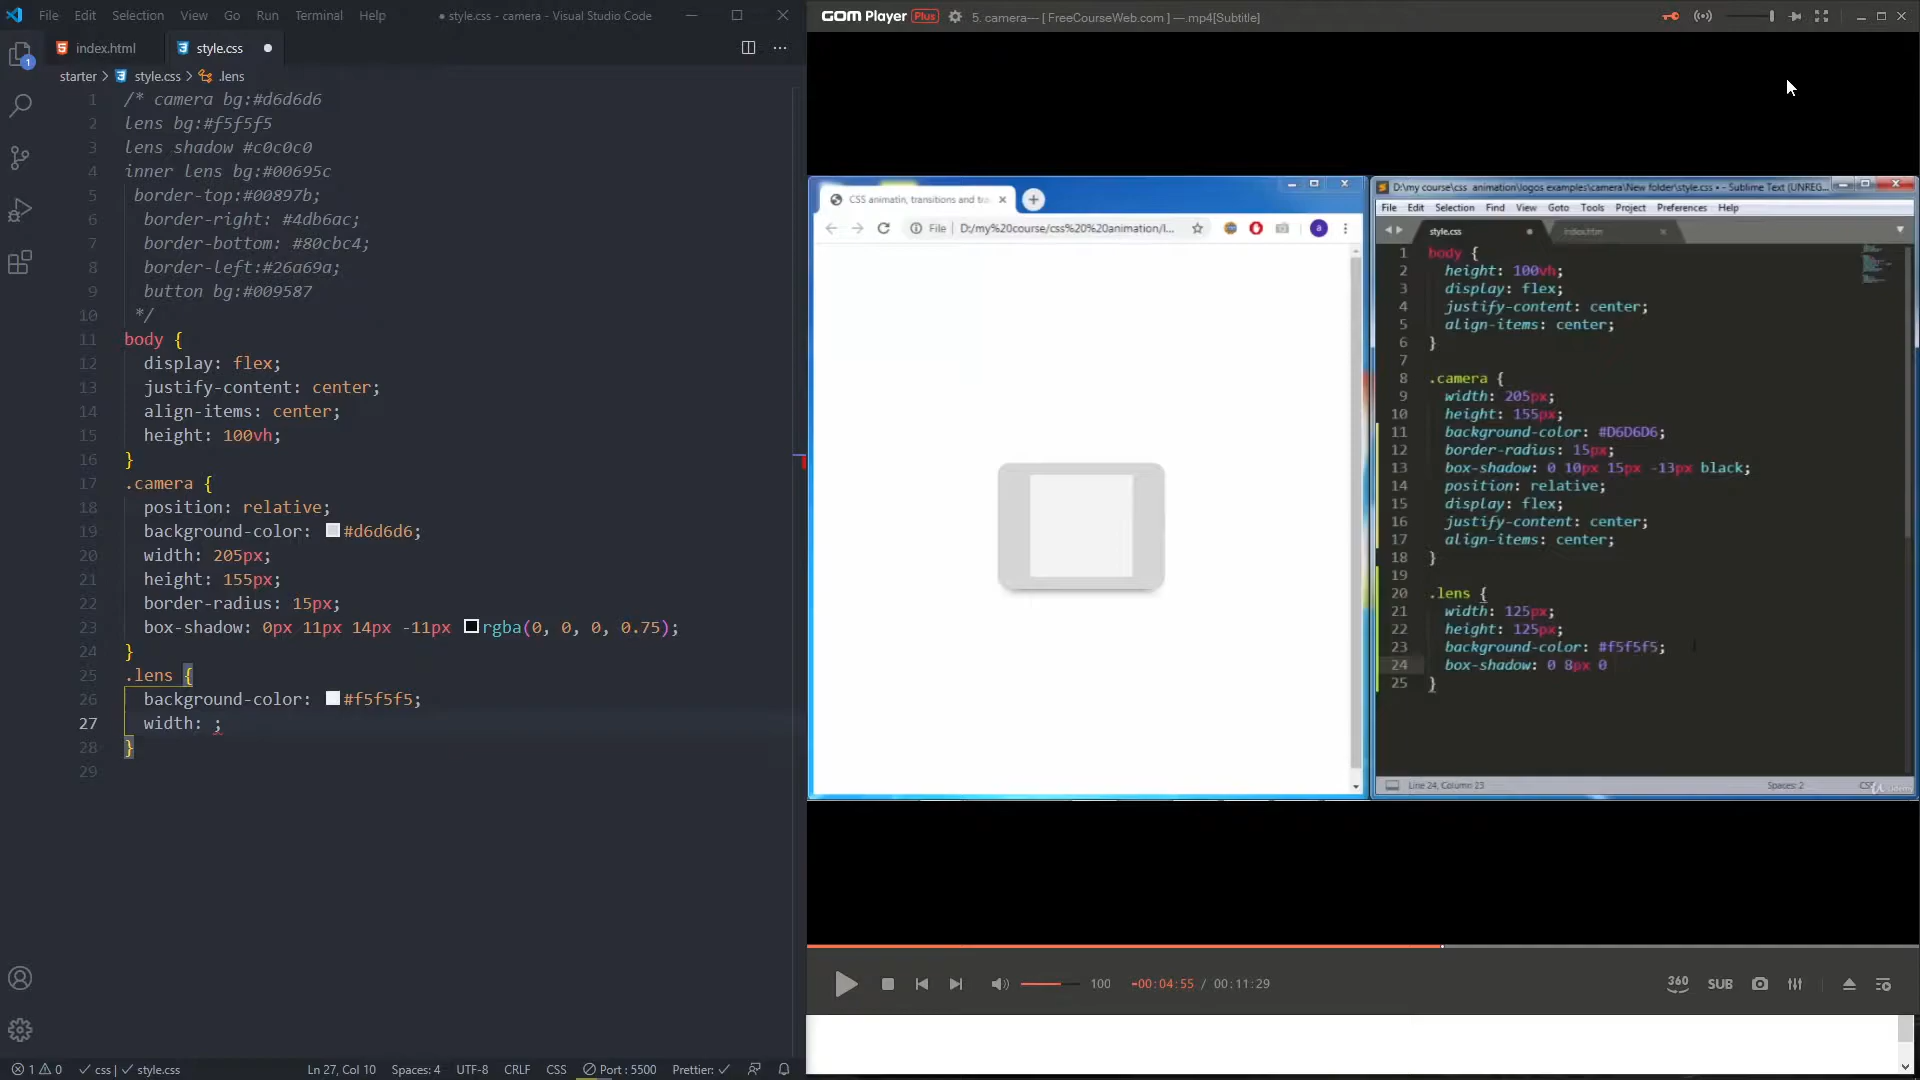 File Edit Selection View Go Run Terminal Help
● style.css - camera - Visual Studio Code
index.html
style.css
starter > style.css > .lens
1 /* camera bg:#d6d6d6
2 lens bg:#f5f5f5
3 lens shadow #c0c0c0
4 inner lens bg:#00695c
5 border-top:#00897b;
6 border-right: #4db6ac;
7 border-bottom: #80cbc4;
8 border-left:#26a69a;
9 button bg:#009587
10 */
11 body {
12 display: flex;
13 justify-content: center;
14 align-items: center;
15 height: 100vh;
16 }
17 .camera {
18 position: relative;
19 background-color: #d6d6d6;
20 width: 205px;
21 height: 155px;
22 border-radius: 15px;
23 box-shadow: 0px 11px 14px -11px rgba(0, 0, 0, 0.75);
24 }
25 .lens {
26 background-color: #f5f5f5;
27 width: ;
28 }
29
1
1 0 css | style.css Ln 27, Col 10 Spaces: 4 UTF-8 CRLF CSS Port : 5500 Prettier:
GOM Player Plus 5. camera--- [ FreeCourseWeb.com ] ---.mp4[Subtitle]
CSS animatin, transitions and tra
File D:/my%20course/css%20%20animation/l... a
D:\my course\css animation\logos examples\camera\New folder\style.css • - Sublime Text (UNREG...
File Edit Selection Find View Goto Tools Project Preferences Help
style.css
index.htm
1 body {
2 height: 100vh;
3 display: flex;
4 justify-content: center;
5 align-items: center;
6 }
7
8 .camera {
9 width: 205px;
10 height: 155px;
11 background-color: #D6D6D6;
12 border-radius: 15px;
13 box-shadow: 0 10px 15px -13px black;
14 position: relative;
15 display: flex;
16 justify-content: center;
17 align-items: center;
18 }
19
20 .lens {
21 width: 125px;
22 height: 125px;
23 background-color: #f5f5f5;
24 box-shadow: 0 8px 0
25 }
Line 24, Column 23 Spaces: 2
100 -00:04:55 / 00:11:29
360 SUB